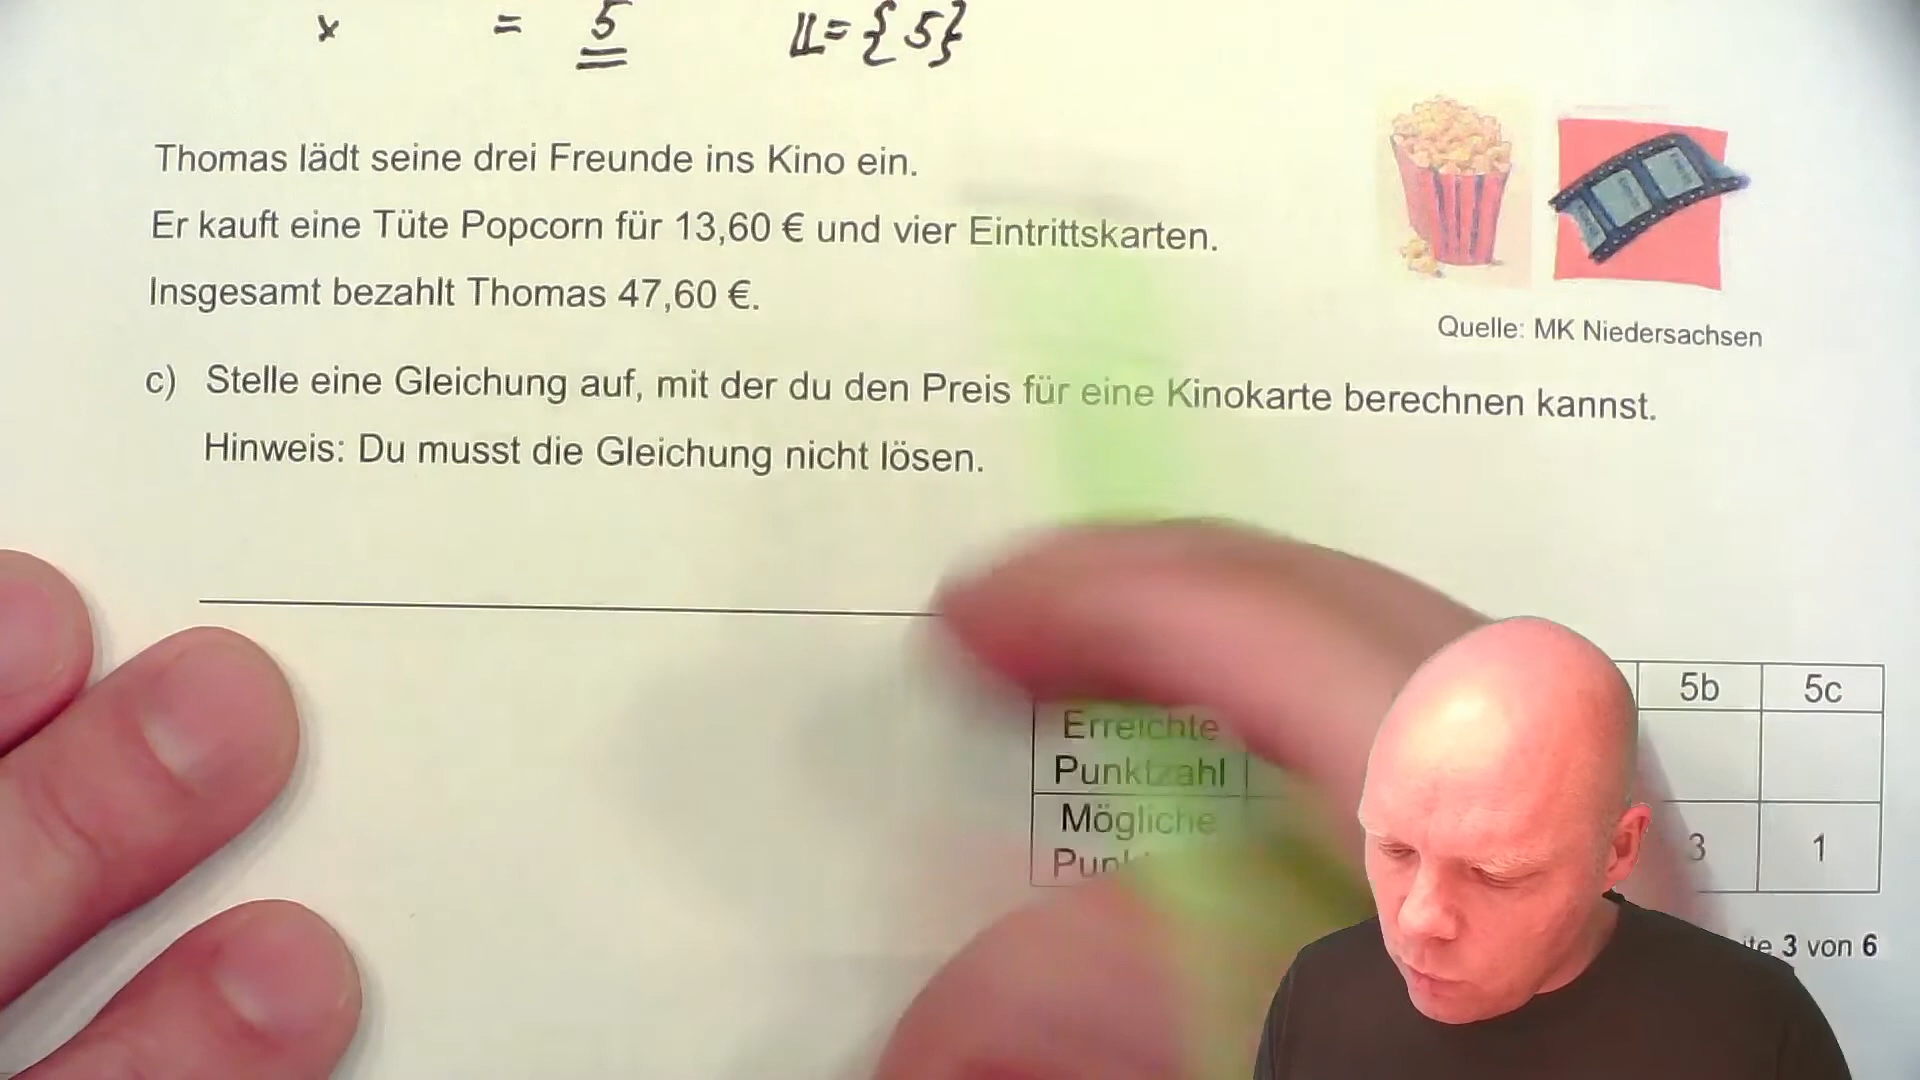 x = 5 𝕃={5}
Thomas lädt seine drei Freunde ins Kino ein.
Er kauft eine Tüte Popcorn für 13,60 € und vier Eintrittskarten.
Insgesamt bezahlt Thomas 47,60 €.
Quelle: MK Niedersachsen
c) Stelle eine Gleichung auf, mit der du den Preis für eine Kinokarte berechnen kannst.
Hinweis: Du musst die Gleichung nicht lösen.
5b 5c
Erreichte
Punktzahl
Mögliche
3 1
3 von 6